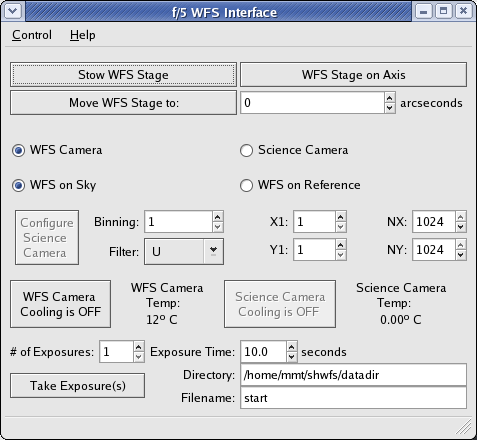 f/5 WFS Interface
Control Help
Stow WFS Stage WFS Stage on Axis
Move WFS Stage to: 0 arcseconds
WFS Camera Science Camera
WFS on Sky WFS on Reference
Configure
Science
Camera
Binning: 1 X1: 1 NX: 1024
Filter: U Y1: 1 NY: 1024
WFS Camera
Cooling is OFF
WFS Camera
Temp:
12º C
Science Camera
Cooling is OFF
Science Camera
Temp:
0.00º C
# of Exposures: 1 Exposure Time: 10.0 seconds
Directory: /home/mmt/shwfs/datadir
Take Exposure(s)
Filename: start